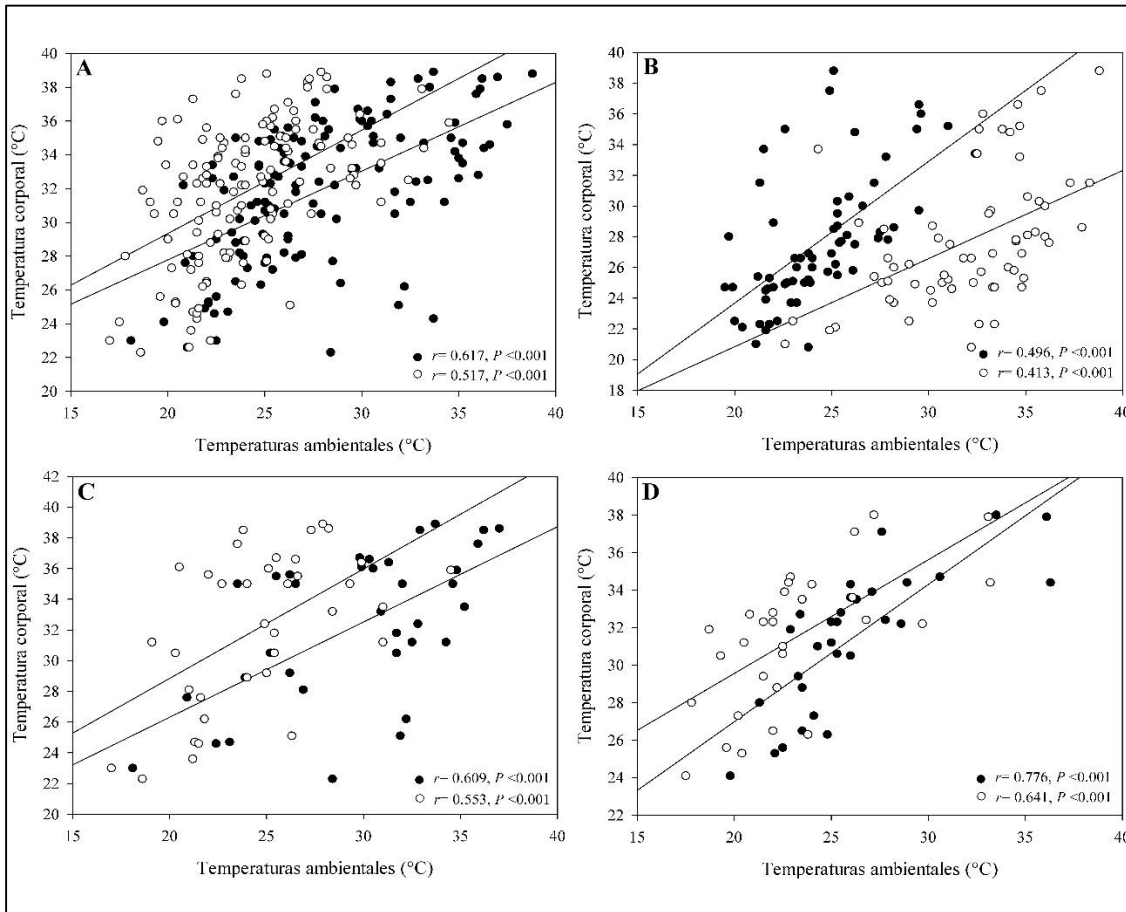 A
40
38
36
34
32
30
28
26
24
22
20
Temperatura corporal (°C)
r= 0.617, P <0.001
r= 0.517, P <0.001
15 20 25 30 35 40
Temperaturas ambientales (°C)
B
40
38
36
34
32
30
28
26
24
22
20
18
Temperatura corporal (°C)
r= 0.496, P <0.001
r= 0.413, P <0.001
15 20 25 30 35 40
Temperaturas ambientales (°C)
C
42
40
38
36
34
32
30
28
26
24
22
20
Temperatura corporal (°C)
r= 0.609, P <0.001
r= 0.553, P <0.001
15 20 25 30 35 40
Temperaturas ambientales (°C)
D
40
38
36
34
32
30
28
26
24
22
Temperatura corporal (°C)
r= 0.776, P <0.001
r= 0.641, P <0.001
15 20 25 30 35 40
Temperaturas ambientales (°C)